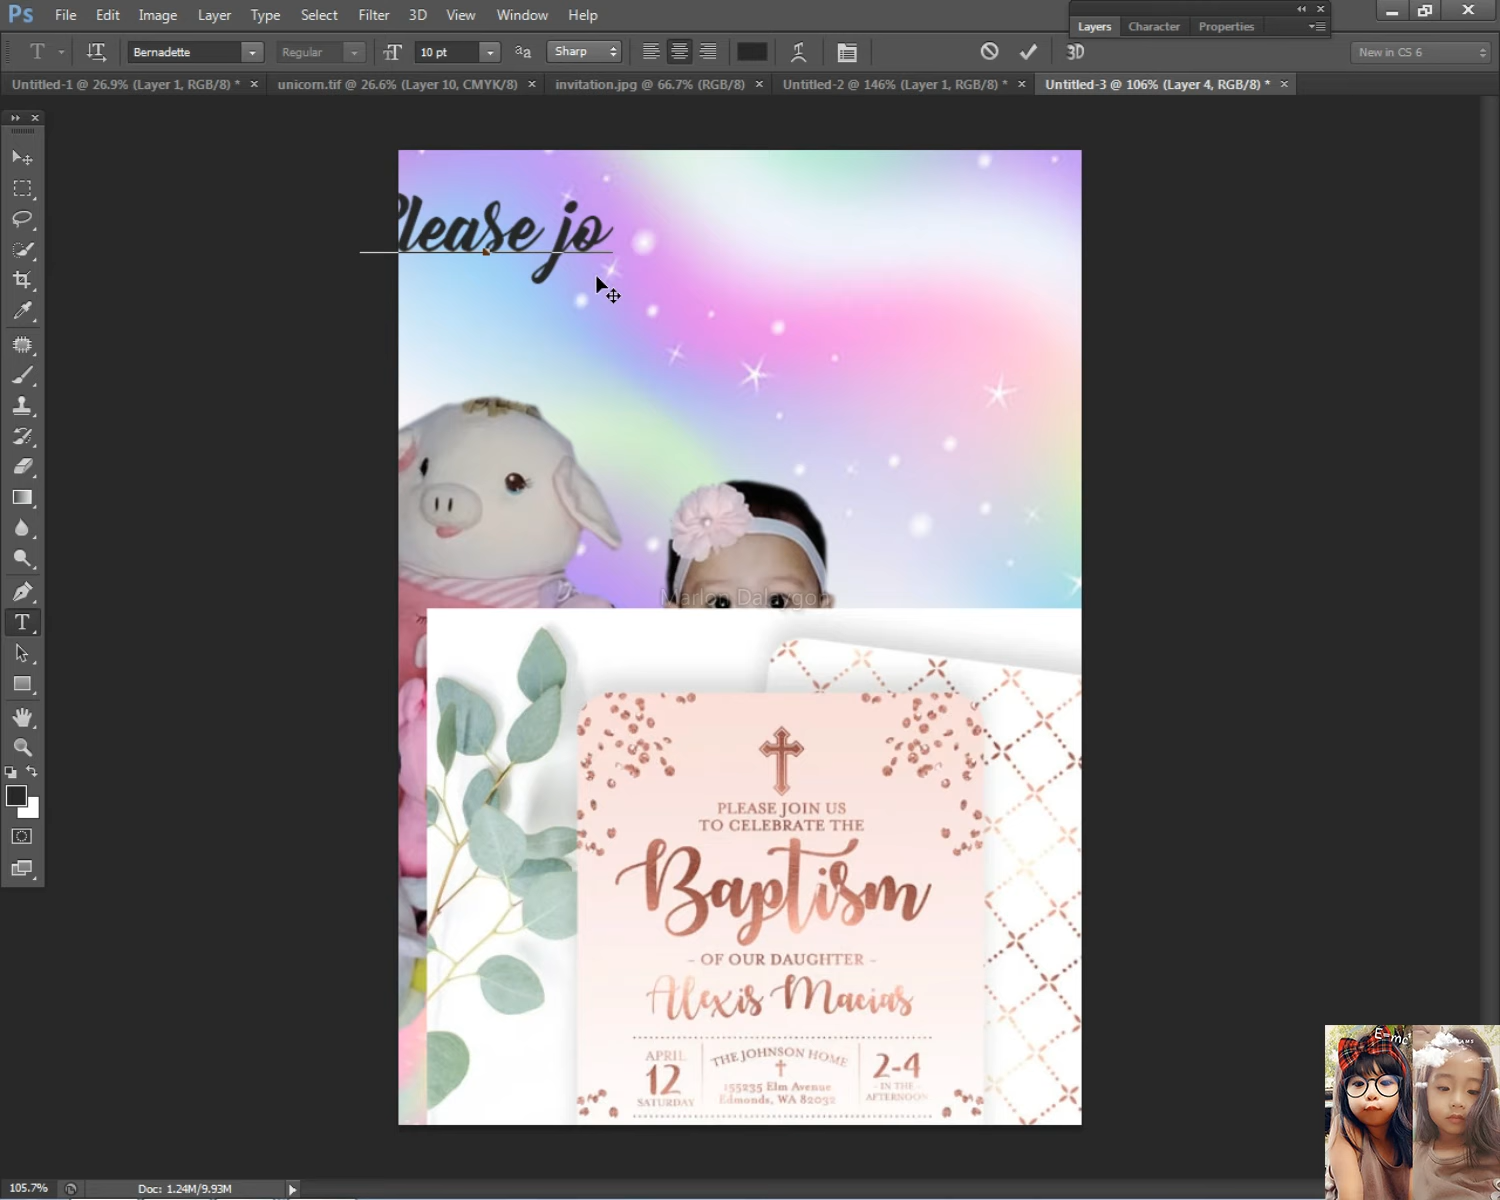 Ps File Edit Image Layer Type Select Filter 3D View Window Help
Layers Character Properties
T Bernadette Regular 10 pt aa Sharp 3D New in CS 6
Untitled-1 @ 26.9% (Layer 1, RGB/8) * × unicorn.tif @ 26.6% (Layer 10, CMYK/8) × invitation.jpg @ 66.7% (RGB/8) × Untitled-2 @ 146% (Layer 1, RGB/8) * × Untitled-3 @ 106% (Layer 4, RGB/8) * ×
Please jo
Marlon Dalaygon
PLEASE JOIN US
TO CELEBRATE THE
Baptism
- OF OUR DAUGHTER -
Alexis Macias
APRIL
12
SATURDAY
THE JOHNSON HOME
155235 Elm Avenue
Edmonds, WA 82032
2-4
- IN THE -
AFTERNOON
E=mc²
105.7% Doc: 1.24M/9.93M